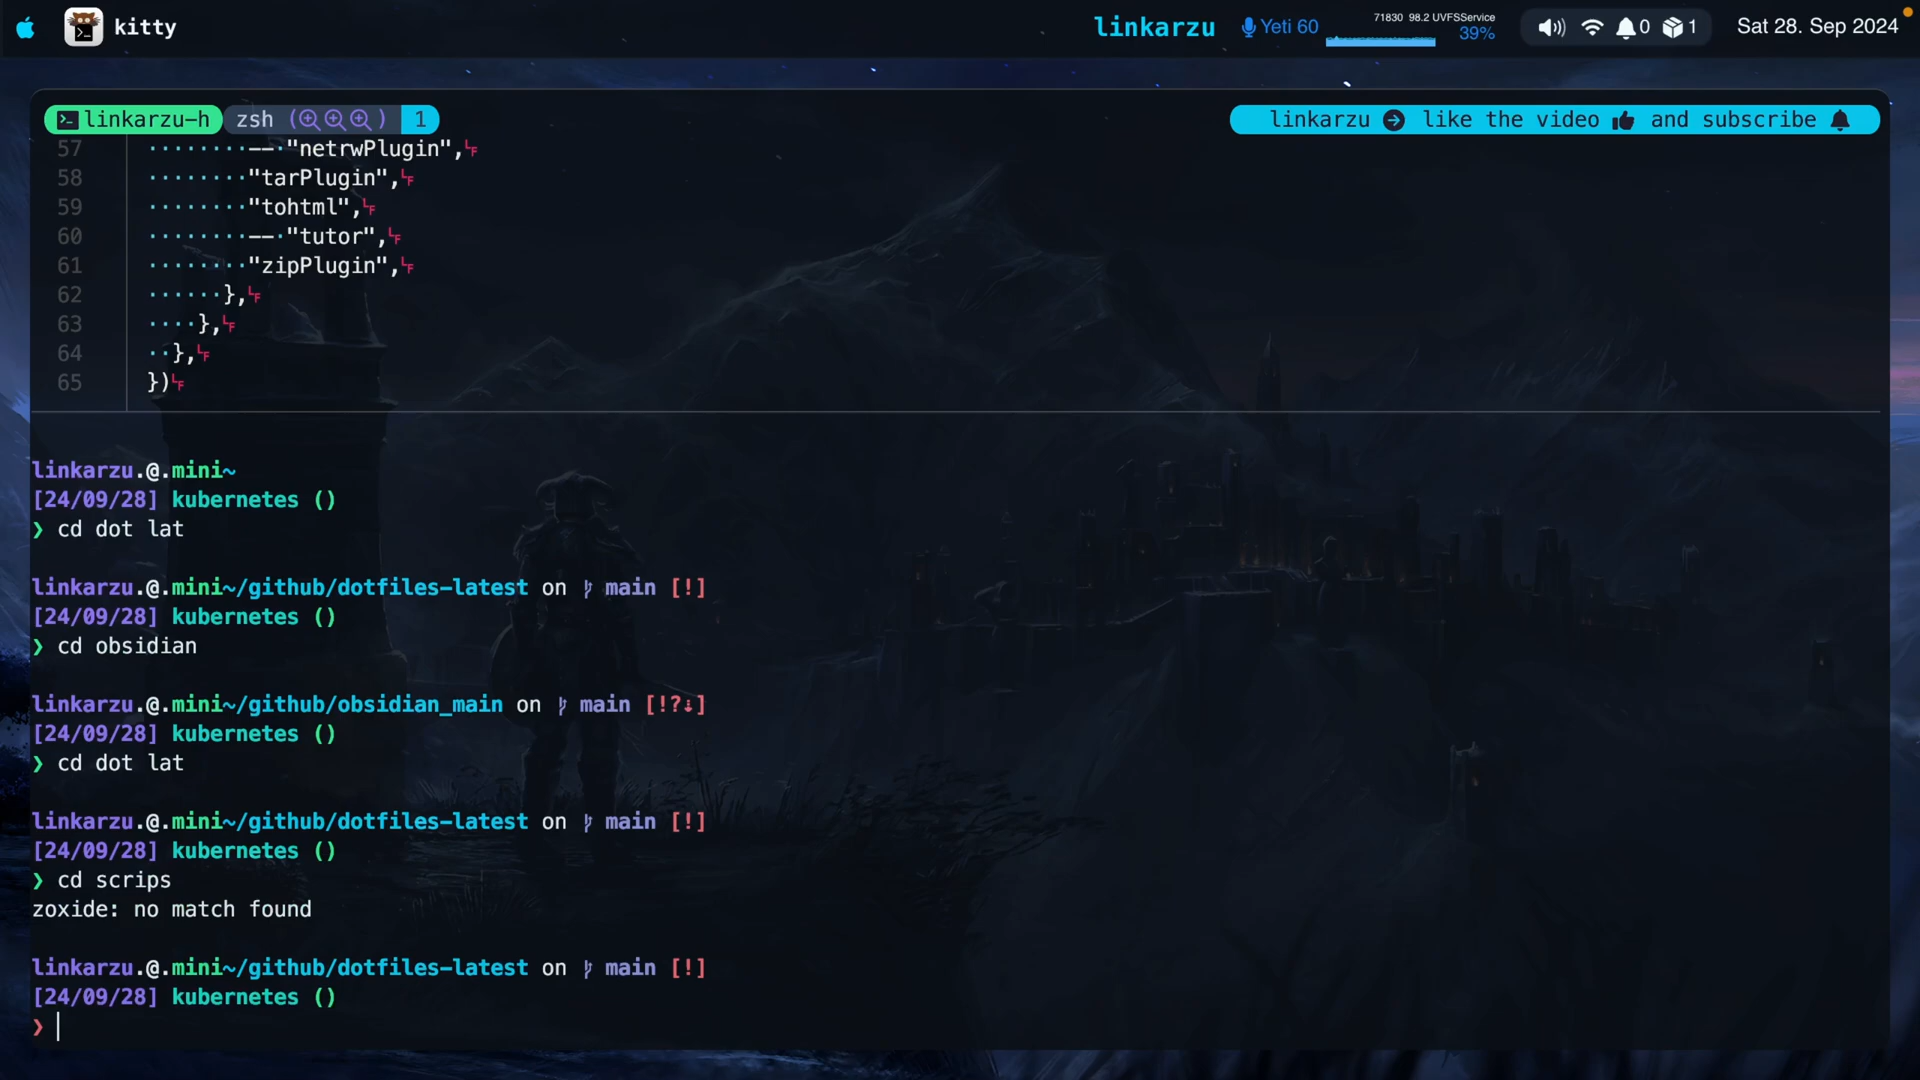 kitty
linkarzu
Yeti 60
71830 98.2 UVFSService
39%
0
1
Sat 28. Sep 2024
linkarzu-h zsh ( ) 1
linkarzu like the video and subscribe
57 ········--·"netrwPlugin",
58 ········"tarPlugin",
59 ········"tohtml",
60 ········--·"tutor",
61 ········"zipPlugin",
62 ······},
63 ····},
64 ··},
65 })
linkarzu.@.mini~
[24/09/28] kubernetes ()
❯ cd dot lat
linkarzu.@.mini~/github/dotfiles-latest on main [!]
[24/09/28] kubernetes ()
❯ cd obsidian
linkarzu.@.mini~/github/obsidian_main on main [!?⇣]
[24/09/28] kubernetes ()
❯ cd dot lat
linkarzu.@.mini~/github/dotfiles-latest on main [!]
[24/09/28] kubernetes ()
❯ cd scrips
zoxide: no match found
linkarzu.@.mini~/github/dotfiles-latest on main [!]
[24/09/28] kubernetes ()
❯